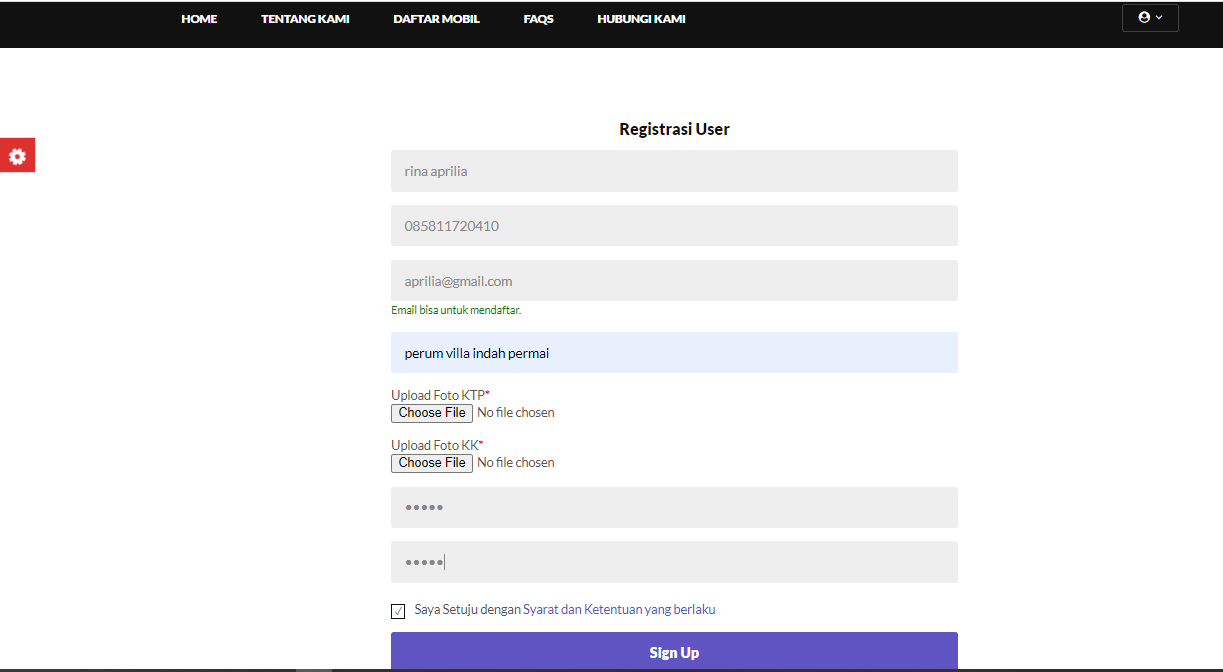 HOME TENTANG KAMI DAFTAR MOBIL FAQS HUBUNGI KAMI
Registrasi User
rina aprilia
085811720410
aprilia@gmail.com
Email bisa untuk mendaftar.
perum villa indah permai
Upload Foto KTP*
Choose File No file chosen
Upload Foto KK*
Choose File No file chosen
•••••
•••••
Saya Setuju dengan Syarat dan Ketentuan yang berlaku
Sign Up